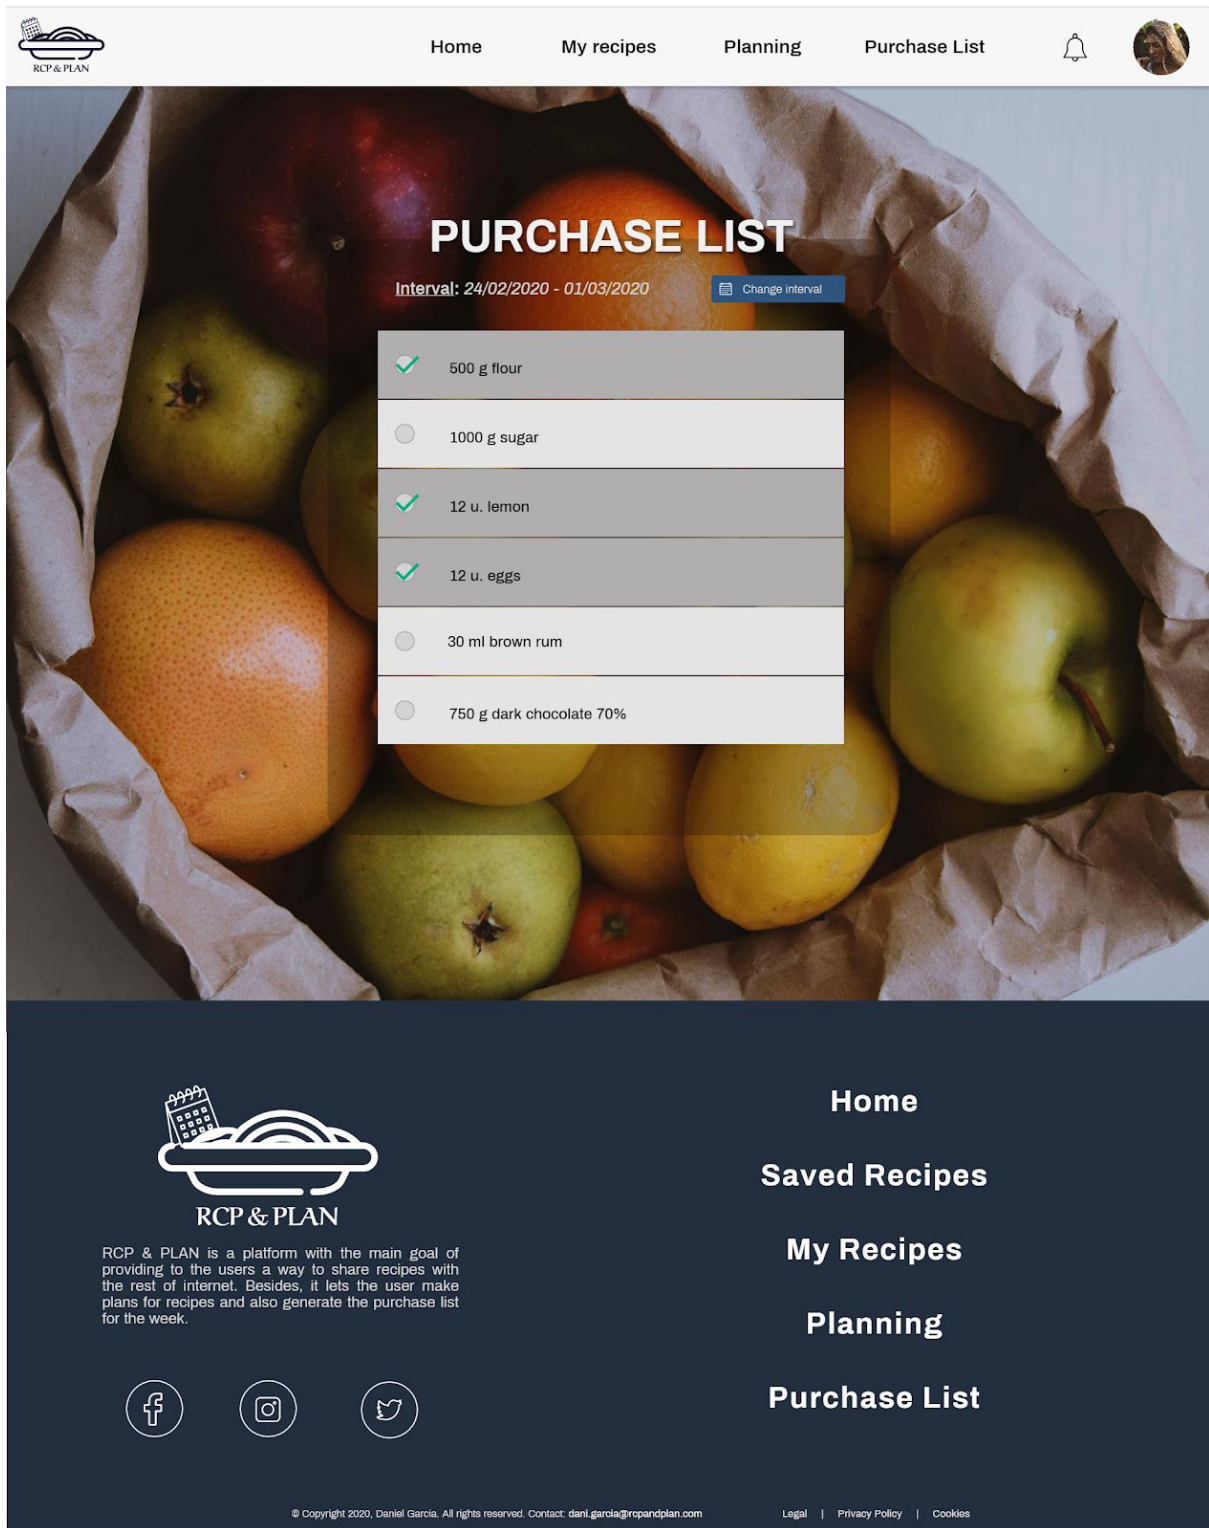 RCP & PLAN
Home
My recipes
Planning
Purchase List
PURCHASE LIST
Interval: 24/02/2020 - 01/03/2020
Change interval
500 g flour
1000 g sugar
12 u. lemon
12 u. eggs
30 ml brown rum
750 g dark chocolate 70%
RCP & PLAN
RCP & PLAN is a platform with the main goal of
providing to the users a way to share recipes with
the rest of internet. Besides, it lets the user make
plans for recipes and also generate the purchase list
for the week.
Home
Saved Recipes
My Recipes
Planning
Purchase List
© Copyright 2020, Daniel Garcia. All rights reserved. Contact: dani.garcia@rcpandplan.com
Legal | Privacy Policy | Cookies